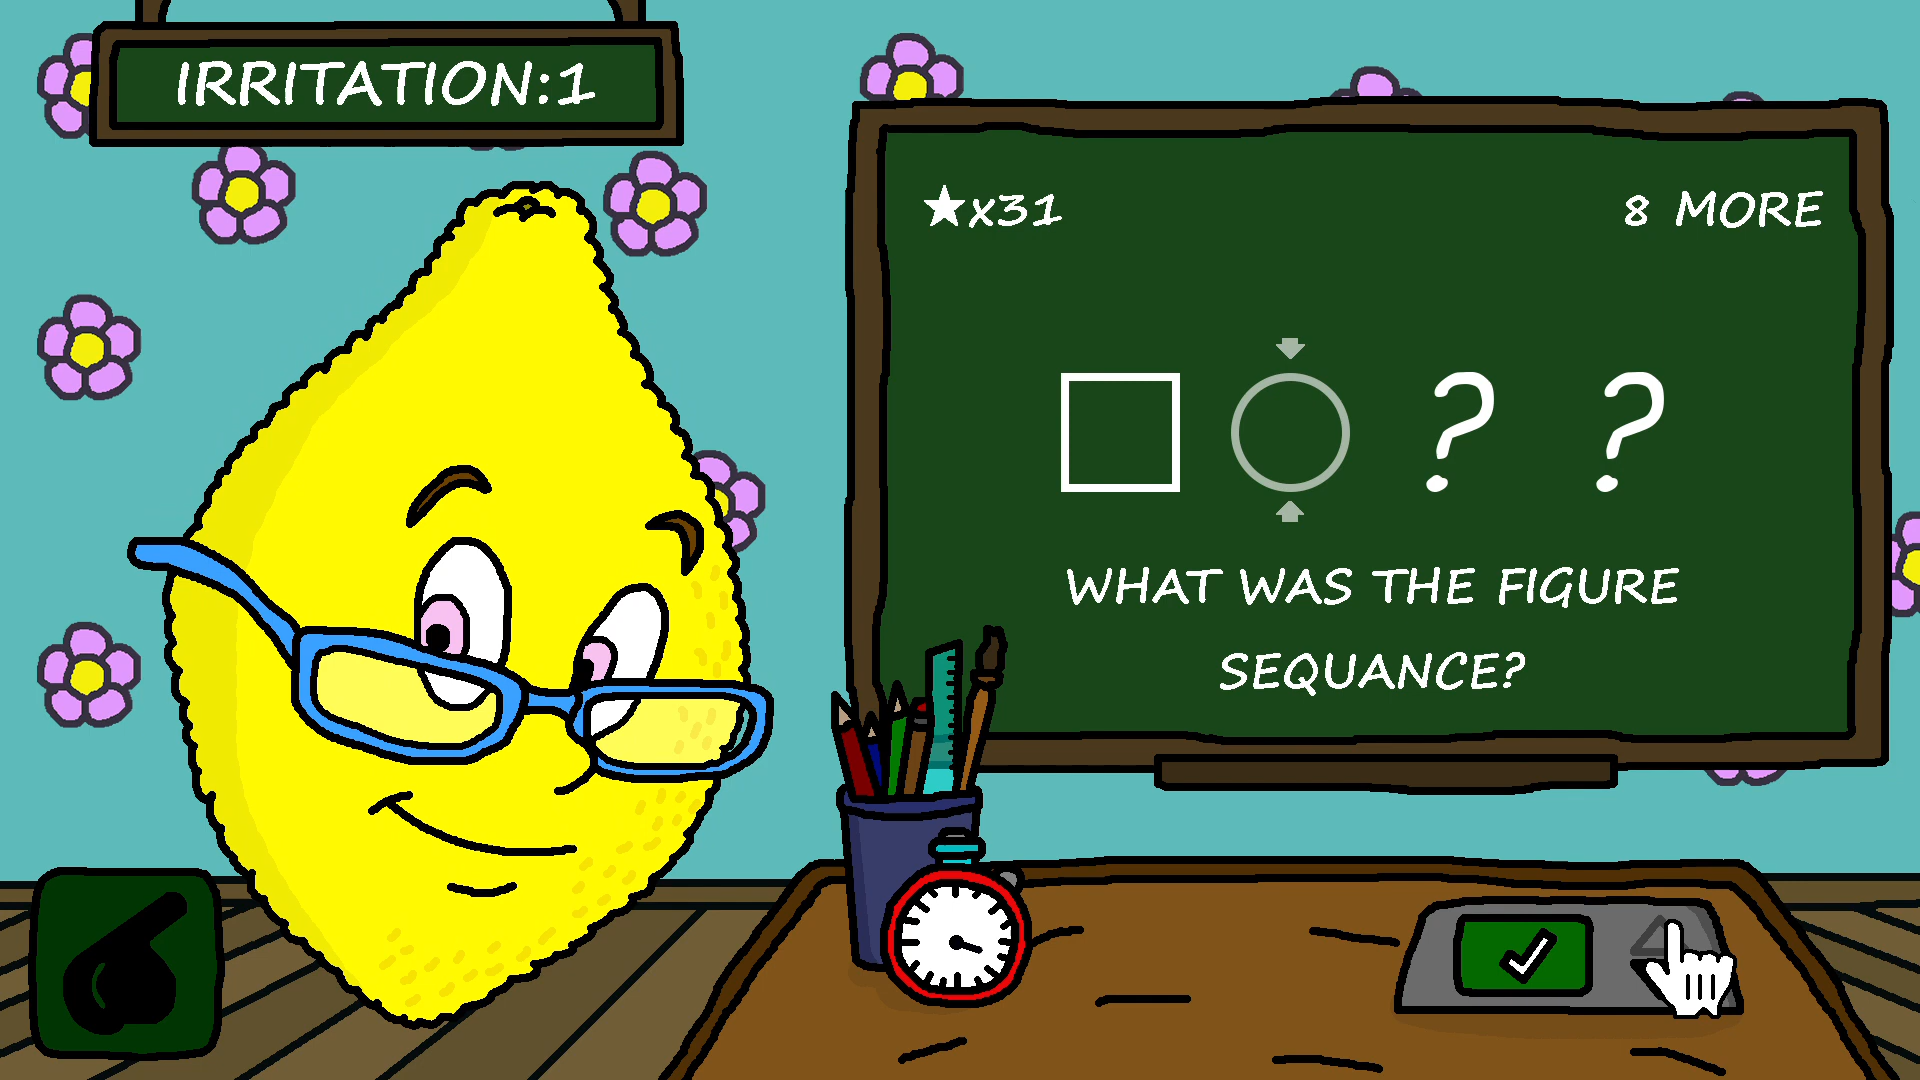 IRRITATION:1
★x31
8 MORE
? ?
WHAT WAS THE FIGURE
SEQUANCE?